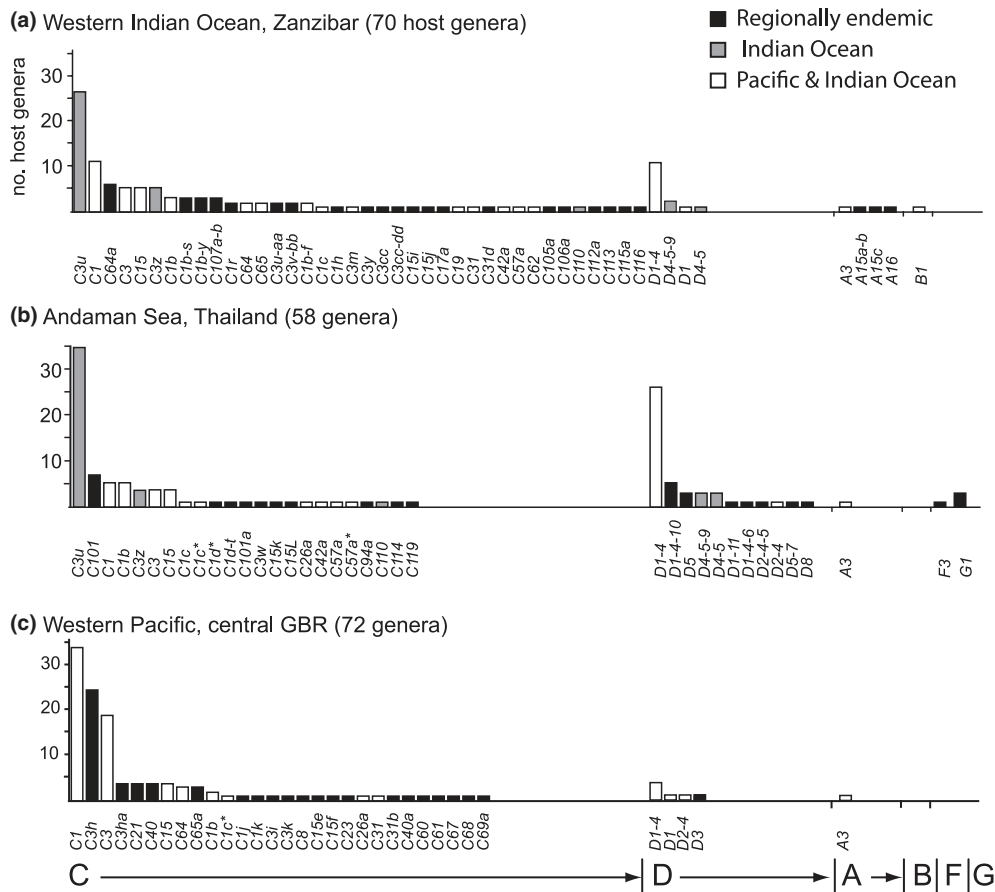 (a) Western Indian Ocean, Zanzibar (70 host genera)
Regionally endemic
Indian Ocean
Pacific & Indian Ocean
no. host genera
30
20
10
C3u C1 C64a C3 C15 C3z C1b C1b-s C1b-y C107a-b C1r C64 C65 C3u-aa C3v-bb C1b-f C1c C1h C3m C3y C3cc C3cc-dd C15i C15j C17a C19 C31 C31d C42a C57a C62 C105a C106a C110 C112a C113 C115a C116 D1-4 D4-5-9 D1 D4-5 A3 A15a-b A15c A16 B1
(b) Andaman Sea, Thailand (58 genera)
30
20
10
C3u C101 C1 C1b C3z C3 C15 C1c C1c* C1d* C1d-t C101a C3w C15k C15L C26a C42a C57a C57a* C94a C110 C114 C119 D1-4 D1-4-10 D5 D4-5-9 D4-5 D1-11 D1-4-6 D2-4-5 D2-4 D5-7 D8 A3 F3 G1
(c) Western Pacific, central GBR (72 genera)
30
20
10
C1 C3h C3 C3ha C21 C40 C15 C64 C65a C1b C1c* C1j C1k C3i C3k C8 C15e C15f C23 C26a C31 C31b C40a C60 C61 C67 C68 C69a D1-4 D1 D2-4 D3 A3
C D A B F G